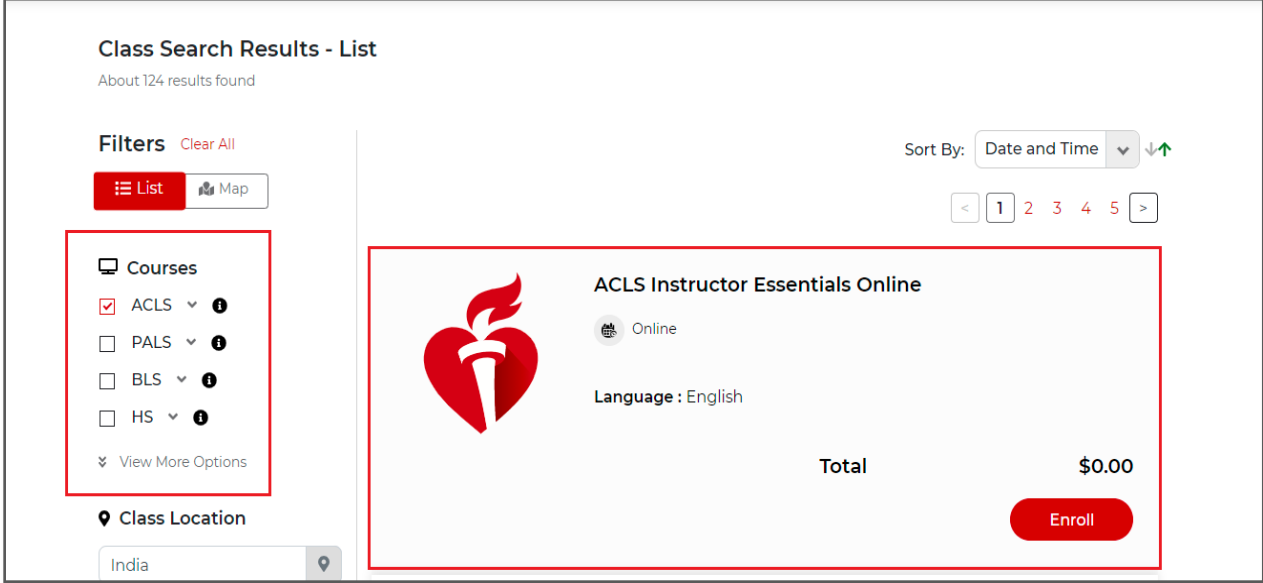 Class Search Results - List
About 124 results found
Filters Clear All
List Map
Courses
ACLS
PALS
BLS
HS
View More Options
Class Location
India
Sort By: Date and Time
< 1 2 3 4 5 >
ACLS Instructor Essentials Online
Online
Language : English
Total $0.00
Enroll